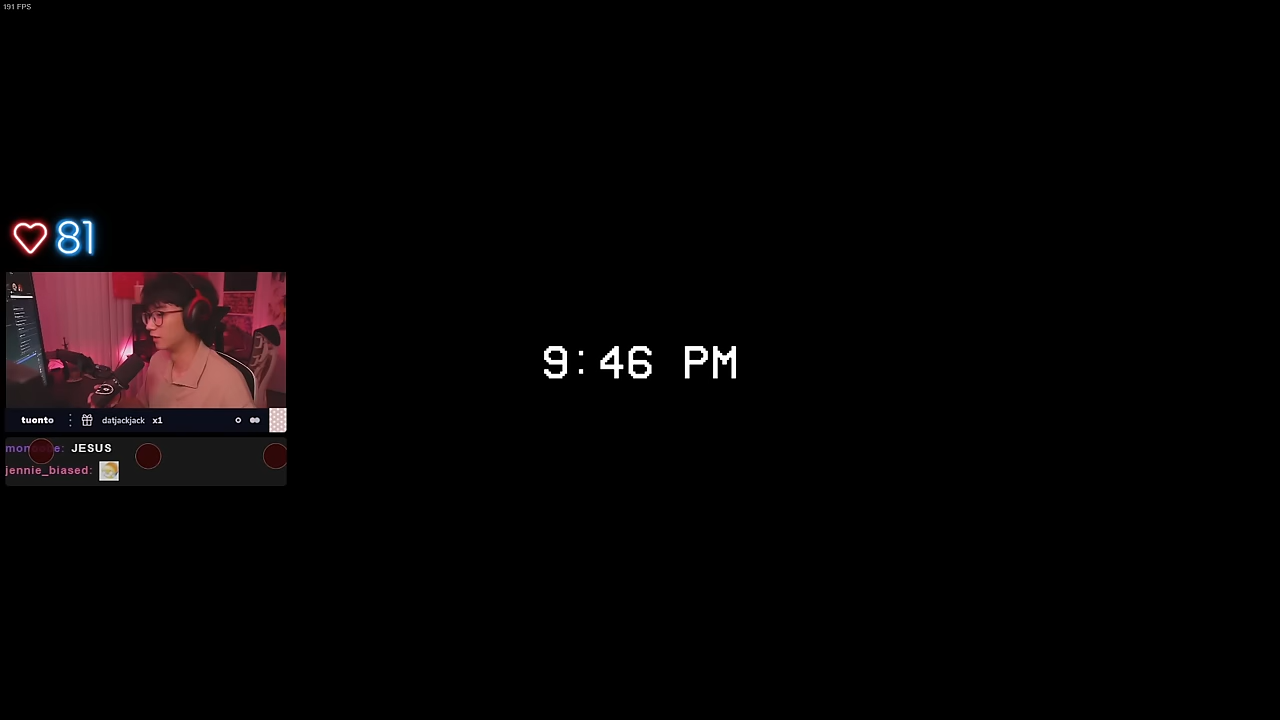 191 FPS
81
9:46 PM
tuonto
datjackjack x1
JESUS
jennie_biased: